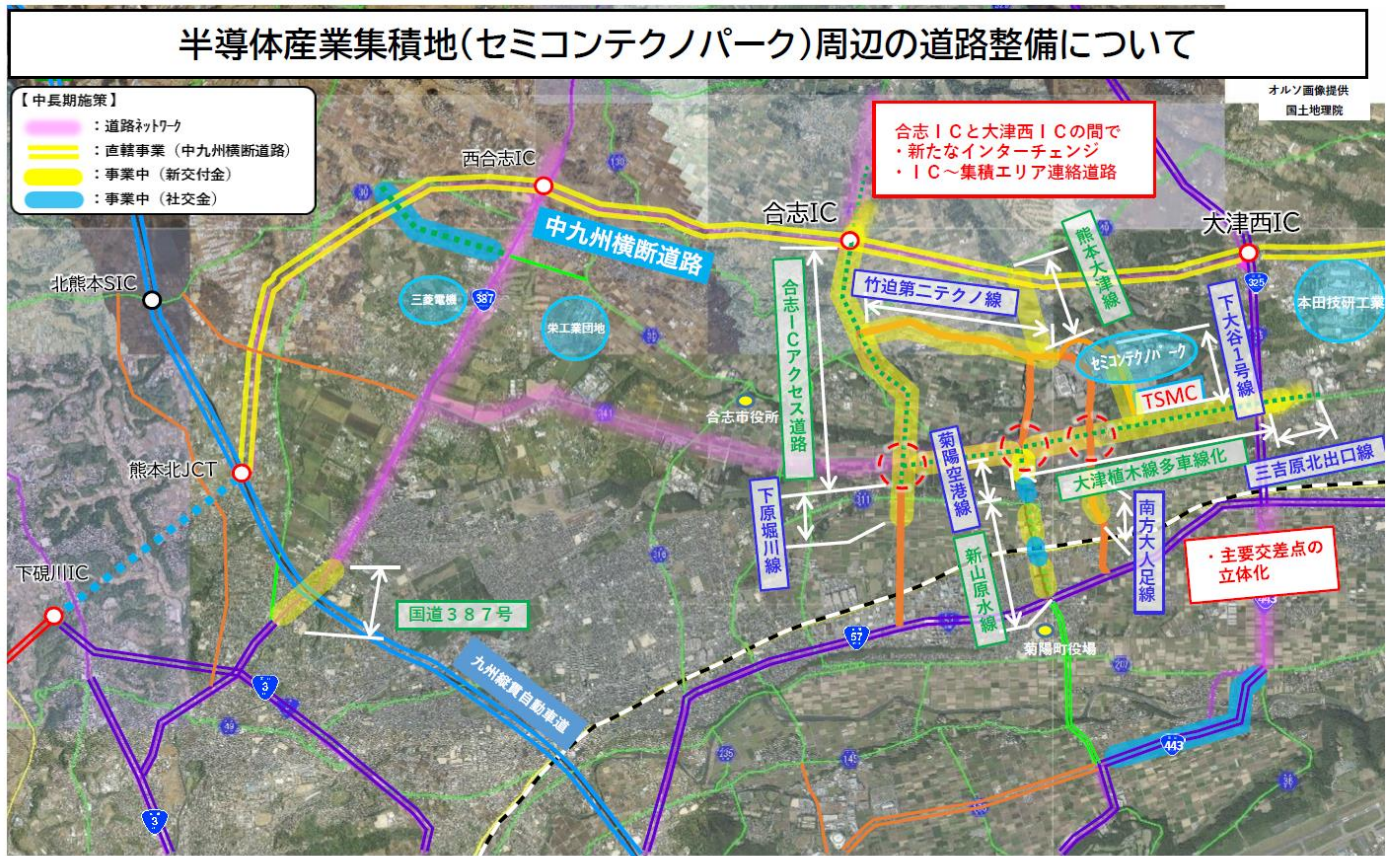 半導体産業集積地(セミコンテクノパーク)周辺の道路整備について
【中長期施策】
:道路ネットワーク
:直轄事業(中九州横断道路)
:事業中(新交付金)
:事業中(社交金)
オルソ画像提供
国土地理院
合志ICと大津西ICの間で
・新たなインターチェンジ
・IC~集積エリア連絡道路
西合志IC
合志IC
大津西IC
中九州横断道路
熊本大津線
北熊本SIC
三菱電機
387
栄工業団地
竹迫第二テクノ線
325
本田技研工業
合志ICアクセス道路
下大谷1号線
セミコンテクノパーク
TSMC
341
合志市役所
菊陽空港線
大津植木線多車線化
三吉原北出口線
熊本北JCT
下原堀川線
311
南方大人足線
新山原水線
・主要交差点の
立体化
下硯川IC
316
国道387号
443
57
菊陽町役場
207
九州縦貫自動車道
3
49
235
145
443
3